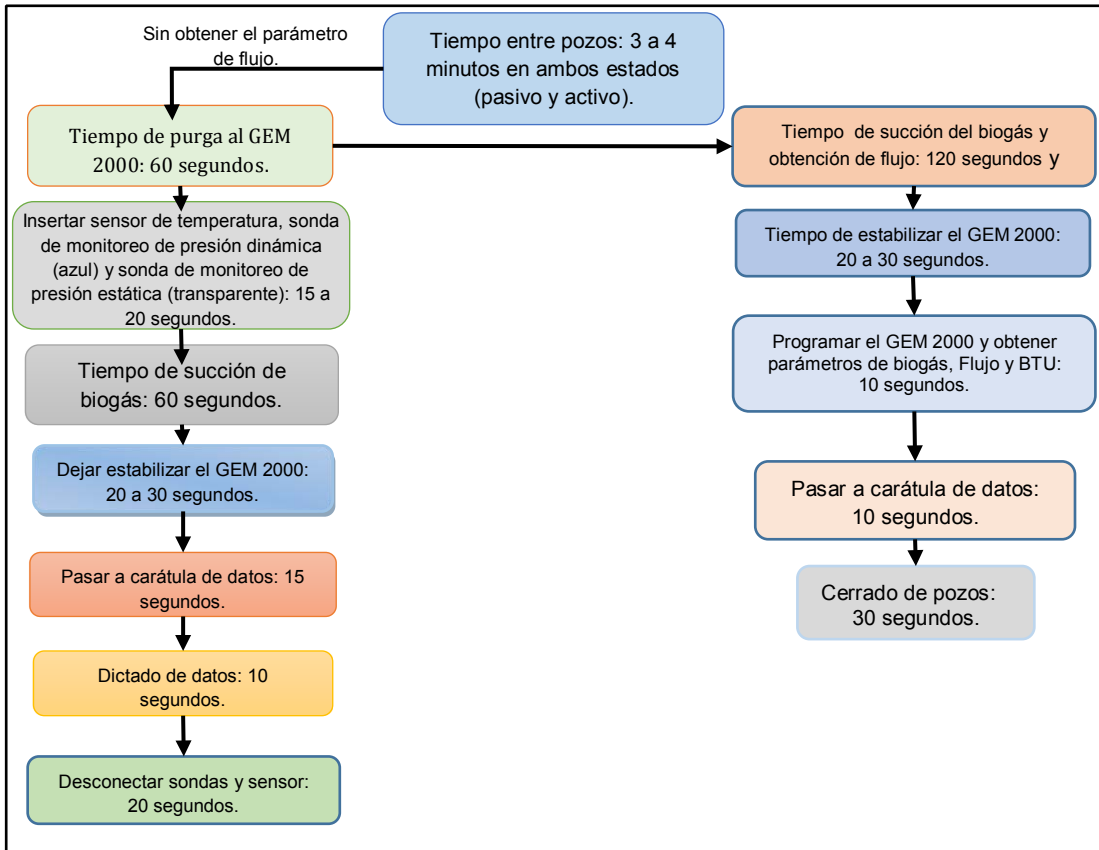 Sin obtener el parámetro
de flujo.
Tiempo entre pozos: 3 a 4
minutos en ambos estados
(pasivo y activo).
Tiempo de purga al GEM
2000: 60 segundos.
Insertar sensor de temperatura, sonda
de monitoreo de presión dinámica
(azul) y sonda de monitoreo de
presión estática (transparente): 15 a
20 segundos.
Tiempo de succión de
biogás: 60 segundos.
Dejar estabilizar el GEM 2000:
20 a 30 segundos.
Pasar a carátula de datos: 15
segundos.
Dictado de datos: 10
segundos.
Desconectar sondas y sensor:
20 segundos.
Tiempo de succión del biogás y
obtención de flujo: 120 segundos y
Tiempo de estabilizar el GEM 2000:
20 a 30 segundos.
Programar el GEM 2000 y obtener
parámetros de biogás, Flujo y BTU:
10 segundos.
Pasar a carátula de datos:
10 segundos.
Cerrado de pozos:
30 segundos.